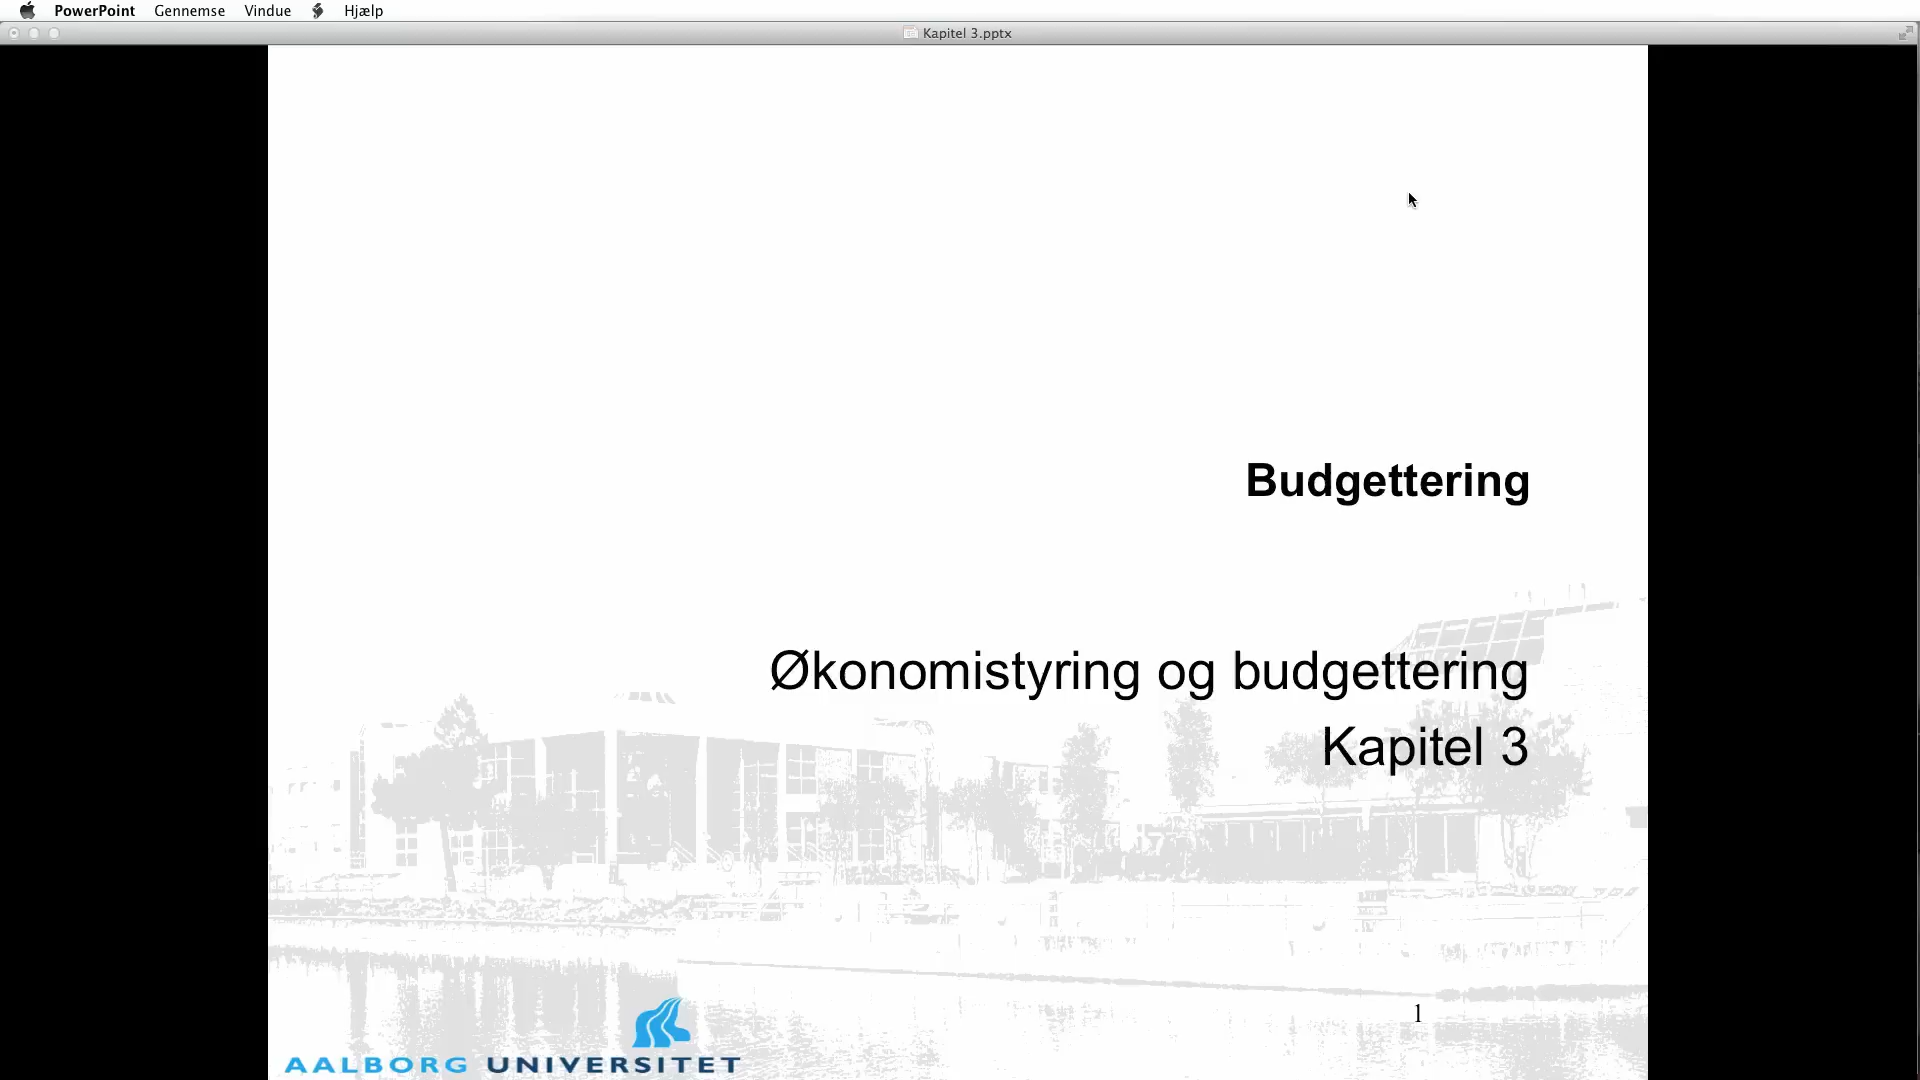 PowerPoint Gennemse Vindue Hjælp
Kapitel 3.pptx
Budgettering
Økonomistyring og budgettering
Kapitel 3
1
AALBORG UNIVERSITET